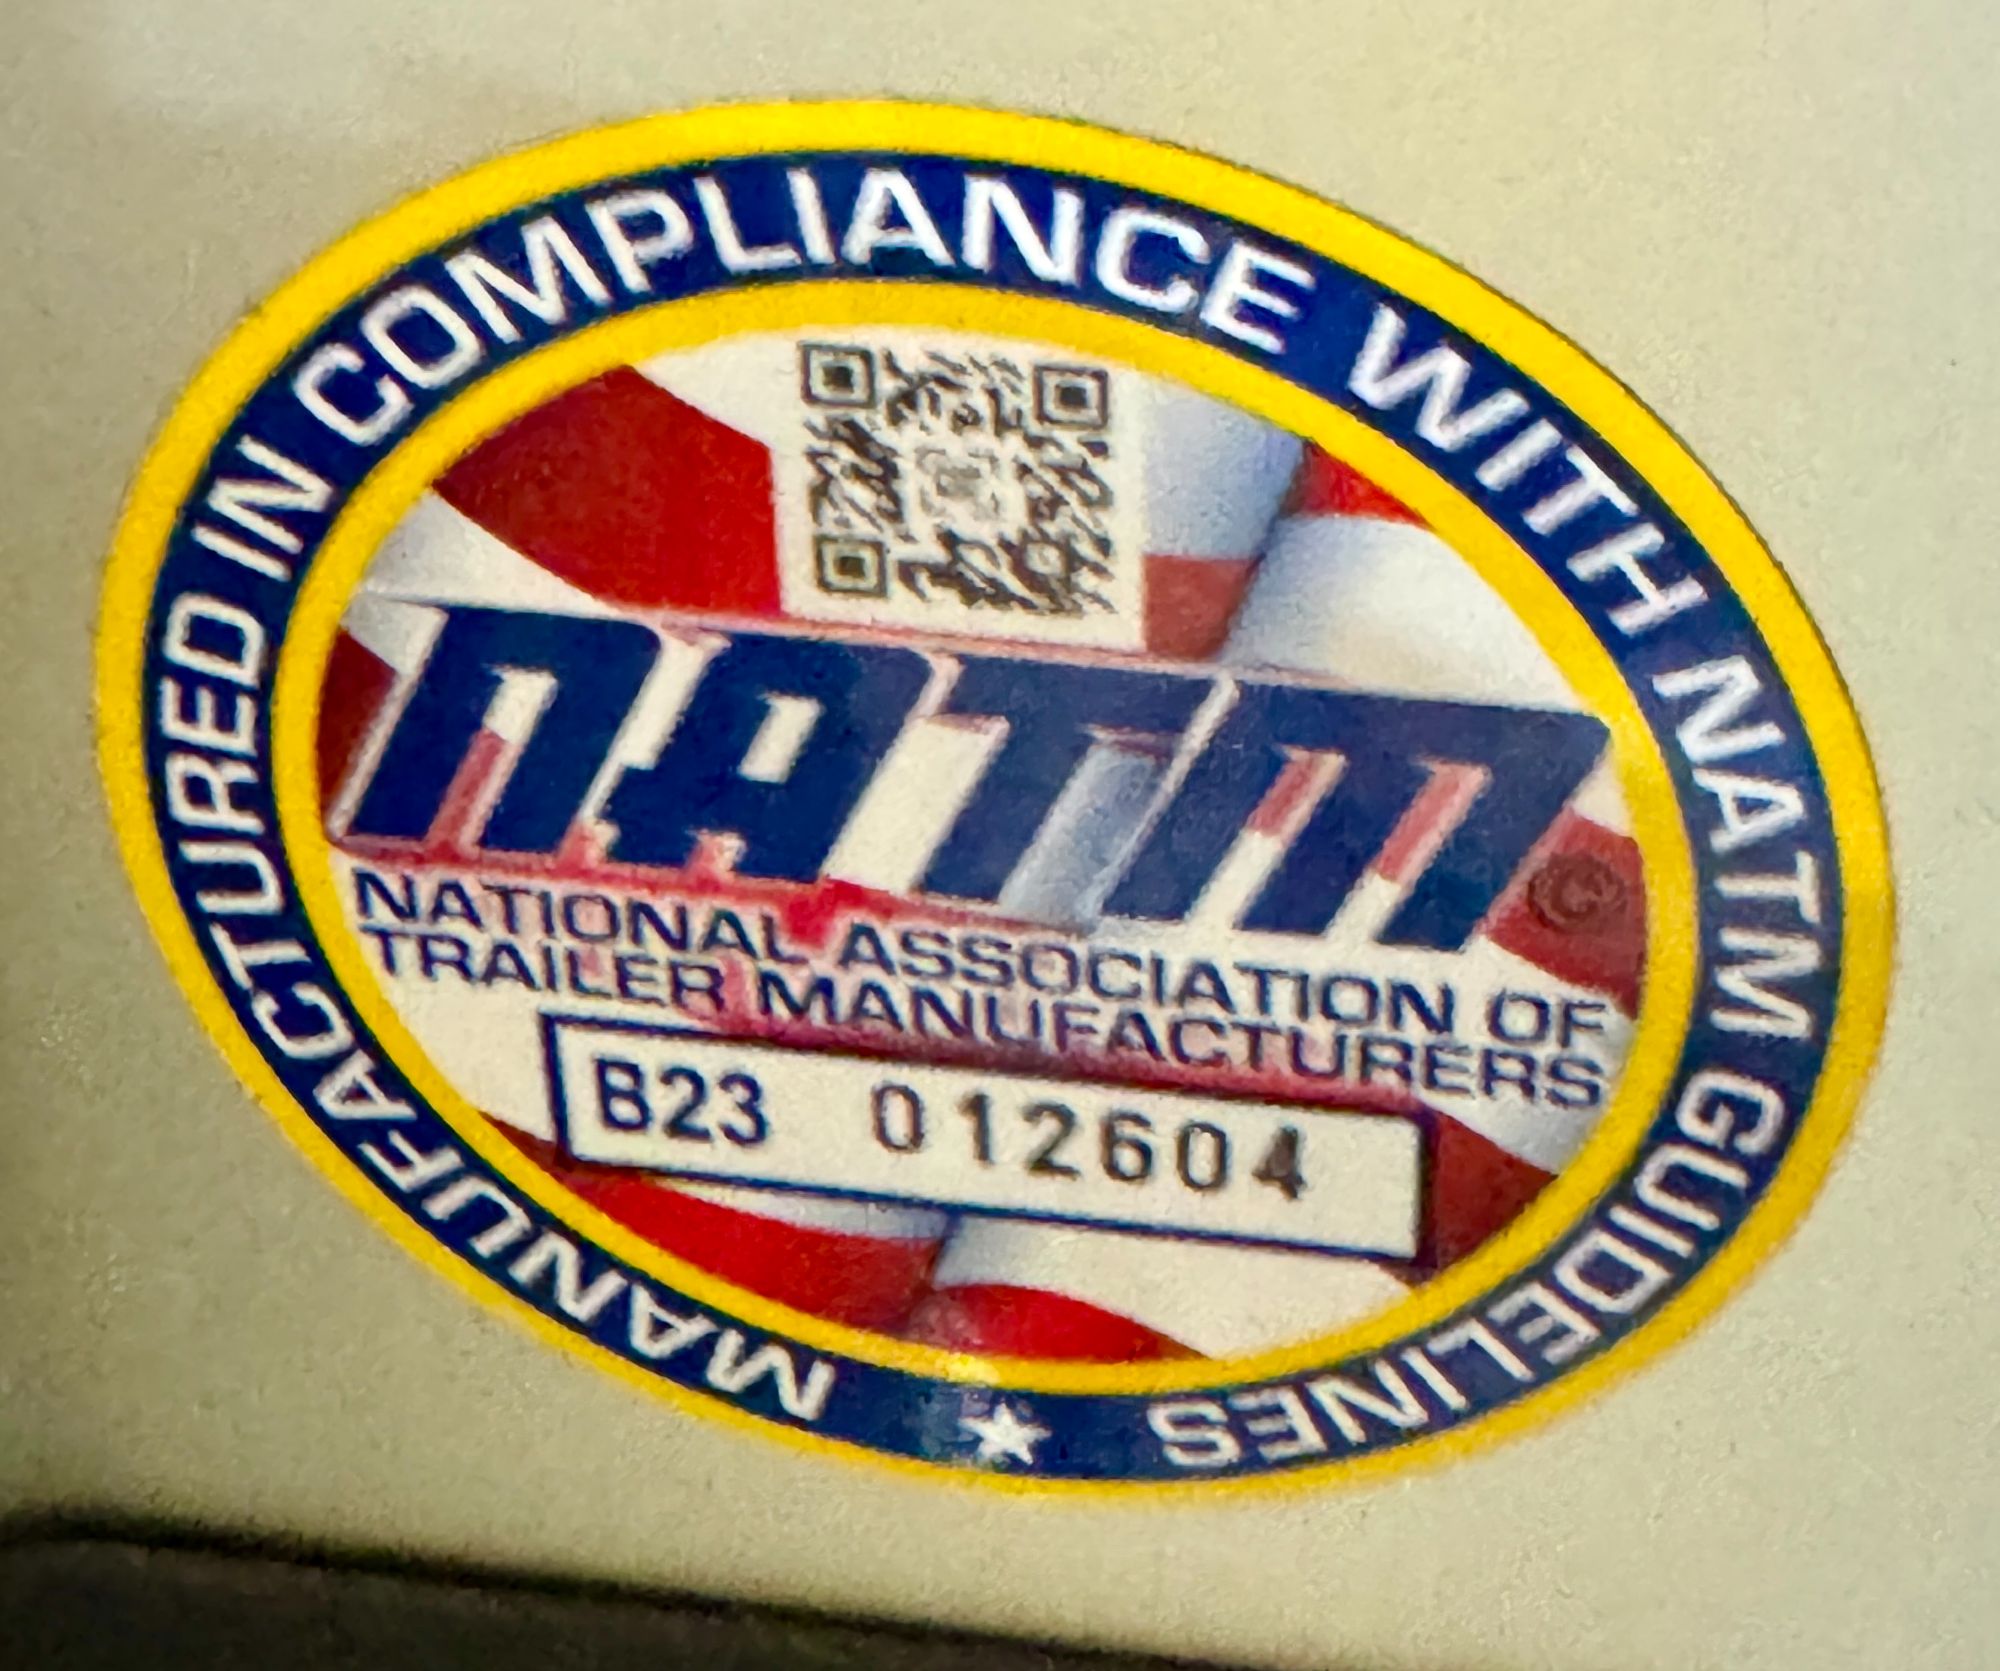 MANUFACTURED IN COMPLIANCE WITH NATM GUIDELINES
NATM ©
NATIONAL ASSOCIATION OF
TRAILER MANUFACTURERS
B23 012604